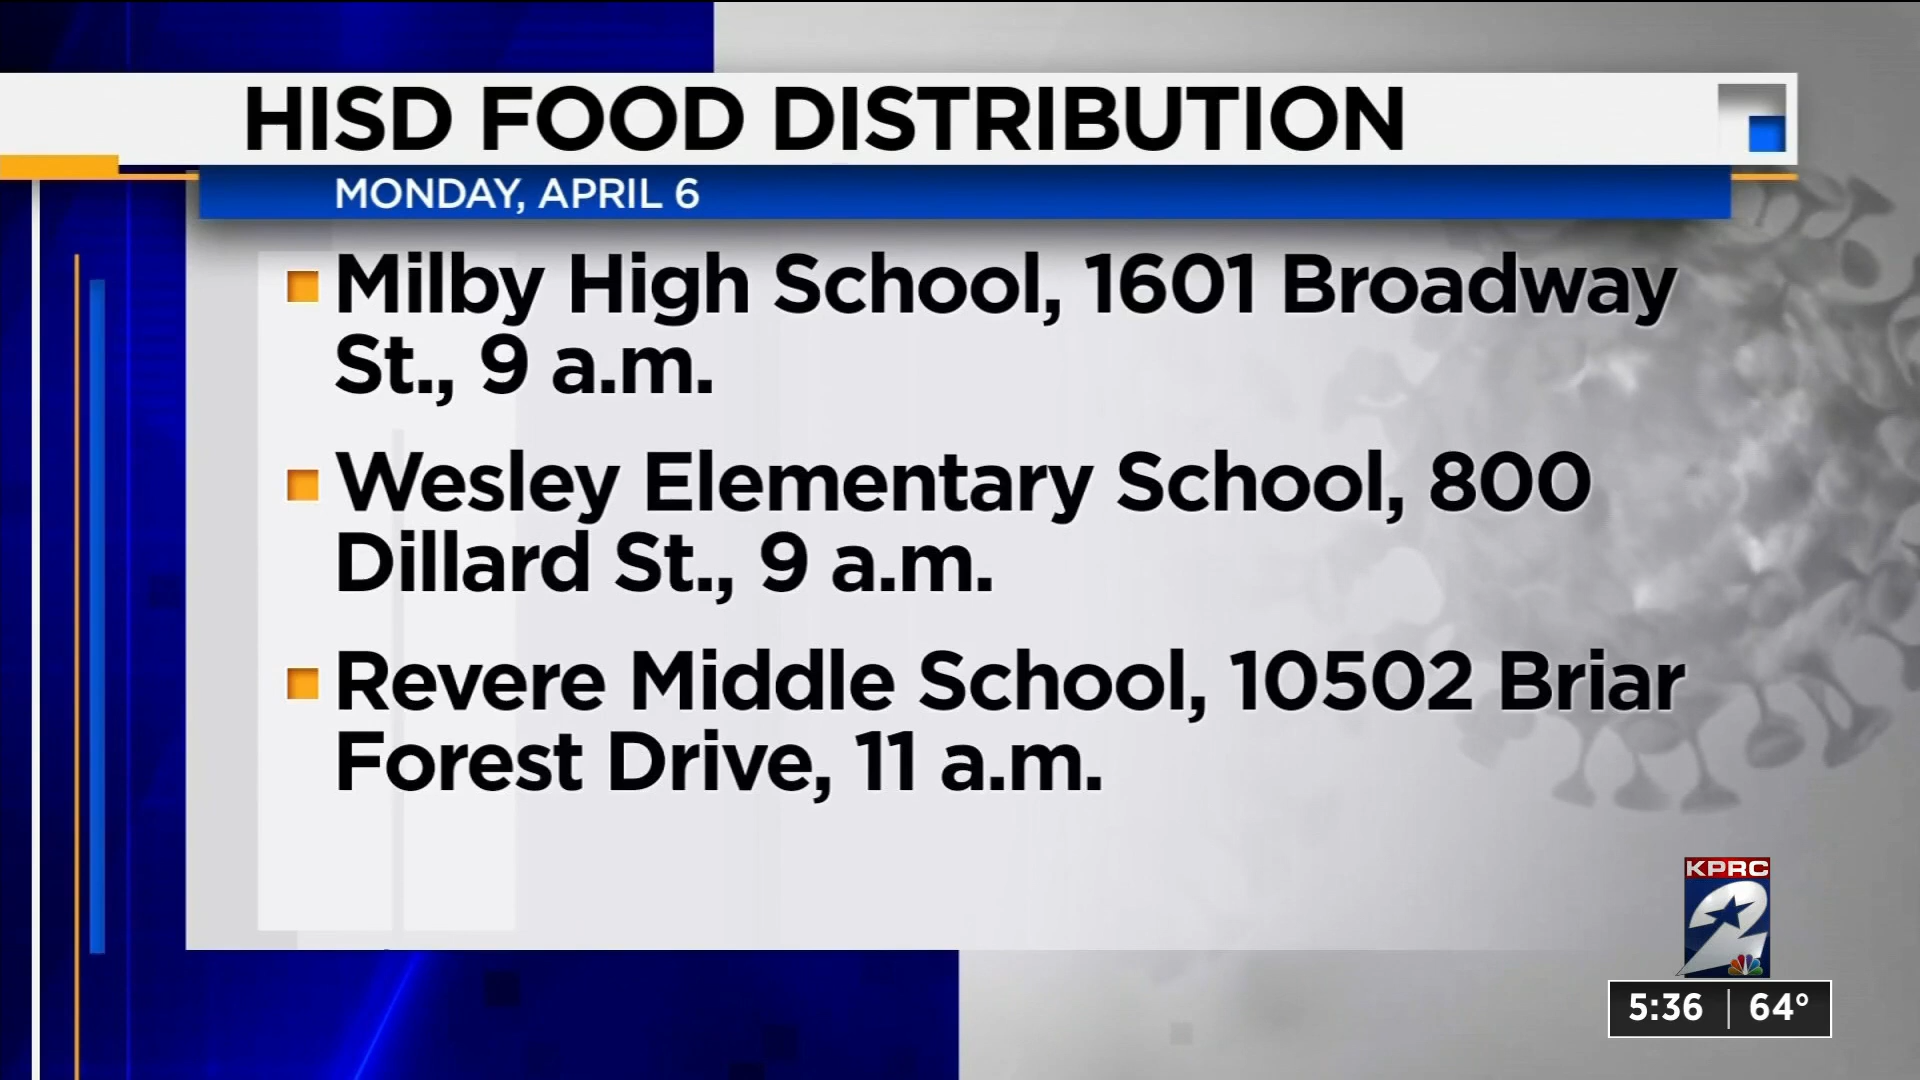 HISD FOOD DISTRIBUTION
MONDAY, APRIL 6
Milby High School, 1601 Broadway
St., 9 a.m.
Wesley Elementary School, 800
Dillard St., 9 a.m.
Revere Middle School, 10502 Briar
Forest Drive, 11 a.m.
KPRC
2
5:36 | 64°